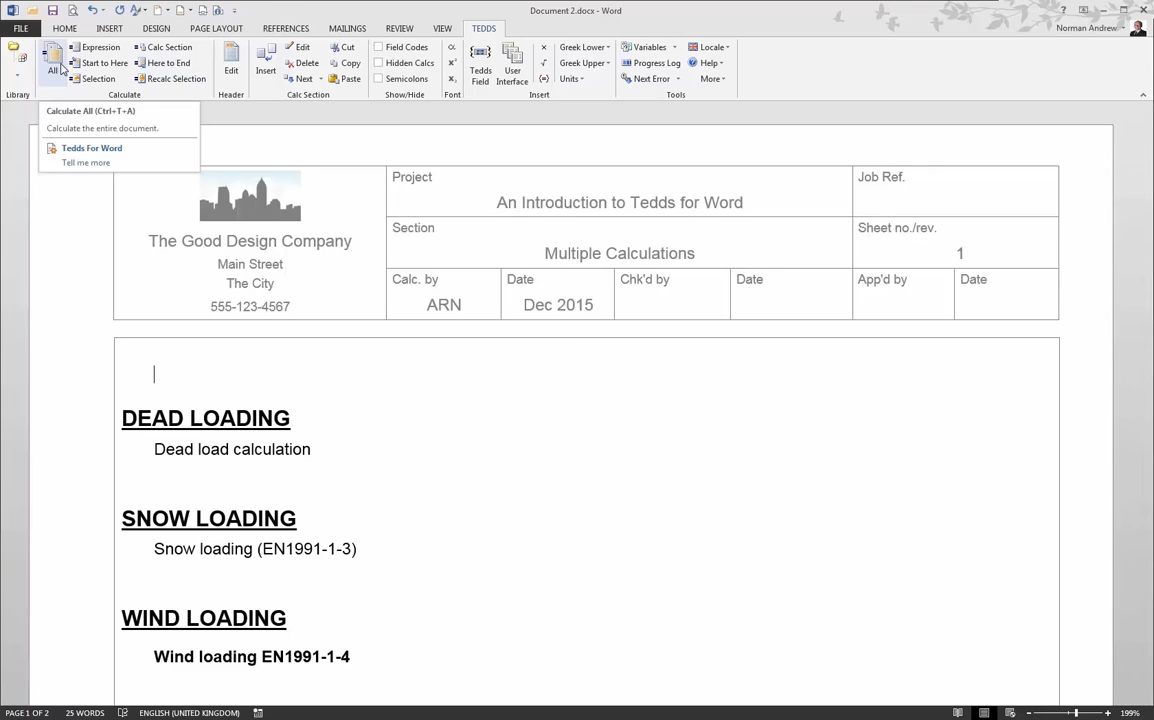 Document 2.docx - Word
FILE HOME INSERT DESIGN PAGE LAYOUT REFERENCES MAILINGS REVIEW VIEW TEDDS
Norman Andrew
Expression Calc Section Edit Cut Field Codes α Greek Lower Variables Locale
All Start to Here Here to End Edit Insert Delete Copy Hidden Calcs Tedds Field User Interface Greek Upper Progress Log Help
Selection Recalc Selection Next Paste Semicolons Units Next Error More
Library Calculate Header Calc Section Show/Hide Font Insert Tools
Calculate All (Ctrl+T+A)
Calculate the entire document.
Tedds For Word
Tell me more
The Good Design Company
Main Street
The City
555-123-4567
Project
An Introduction to Tedds for Word
Job Ref.
Section
Multiple Calculations
Sheet no./rev.
1
Calc. by
ARN
Date
Dec 2015
Chk'd by
Date
App'd by
Date
DEAD LOADING
Dead load calculation
SNOW LOADING
Snow loading (EN1991-1-3)
WIND LOADING
Wind loading EN1991-1-4
PAGE 1 OF 2 25 WORDS ENGLISH (UNITED KINGDOM) 199%